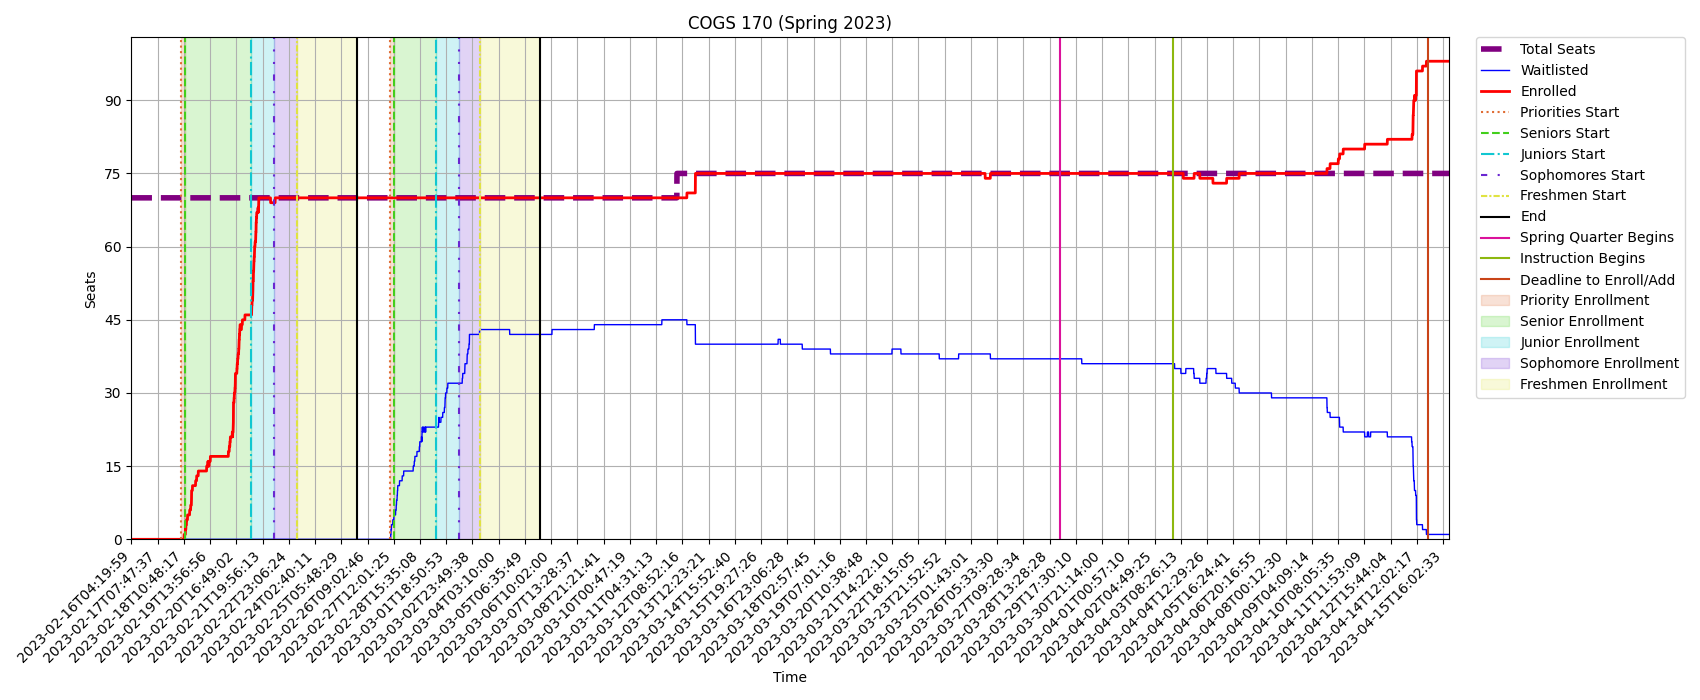 COGS 170 (Spring 2023)
Seats
90
75
60
45
30
15
0
2023-02-16T04:19:59
2023-02-17T07:47:37
2023-02-18T10:48:17
2023-02-19T13:56:56
2023-02-20T16:49:02
2023-02-21T19:56:13
2023-02-22T23:06:24
2023-02-24T02:40:11
2023-02-25T05:48:29
2023-02-26T09:02:46
2023-02-27T12:01:25
2023-02-28T15:35:08
2023-03-01T18:50:53
2023-03-02T23:49:38
2023-03-04T03:10:00
2023-03-05T06:35:49
2023-03-06T10:02:00
2023-03-07T13:28:37
2023-03-08T21:21:41
2023-03-10T00:47:19
2023-03-11T04:31:13
2023-03-12T08:52:16
2023-03-13T12:23:21
2023-03-14T15:52:40
2023-03-15T19:27:26
2023-03-16T23:06:28
2023-03-18T02:57:45
2023-03-19T07:01:16
2023-03-20T10:38:48
2023-03-21T14:22:10
2023-03-22T18:15:05
2023-03-23T21:52:52
2023-03-25T01:43:01
2023-03-26T05:33:30
2023-03-27T09:28:34
2023-03-28T13:28:28
2023-03-29T17:30:10
2023-03-30T21:14:00
2023-04-01T00:57:10
2023-04-02T04:49:25
2023-04-03T08:26:13
2023-04-04T12:29:26
2023-04-05T16:24:41
2023-04-06T20:16:55
2023-04-08T00:12:30
2023-04-09T04:09:14
2023-04-10T08:05:35
2023-04-11T11:53:09
2023-04-12T15:44:04
2023-04-14T12:02:17
2023-04-15T16:02:33
Time
Total Seats
Waitlisted
Enrolled
Priorities Start
Seniors Start
Juniors Start
Sophomores Start
Freshmen Start
End
Spring Quarter Begins
Instruction Begins
Deadline to Enroll/Add
Priority Enrollment
Senior Enrollment
Junior Enrollment
Sophomore Enrollment
Freshmen Enrollment